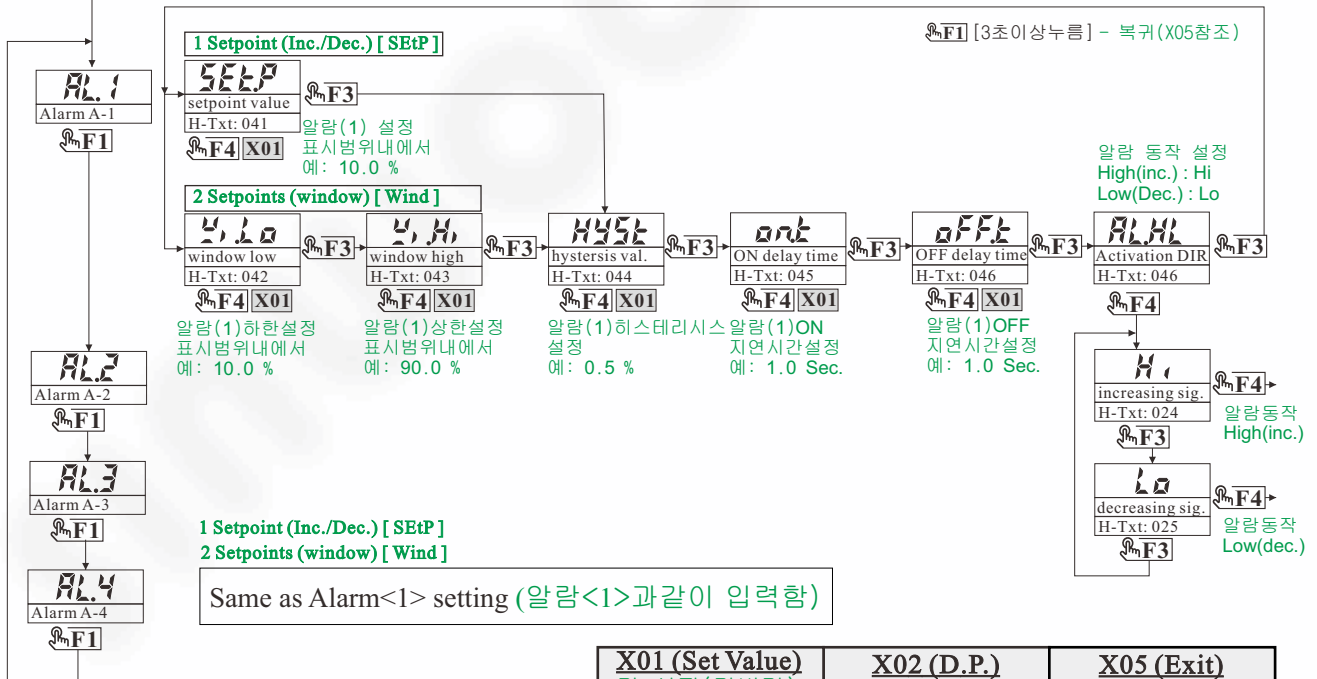 F1 [3초이상누름] - 복귀(X05참조)
1 Setpoint (Inc./Dec.) [ SEtP ]
AL.1
Alarm A-1
F1
SEt.P
setpoint value
H-Txt: 041
F4 X01
F3
알람(1) 설정
표시범위내에서
예: 10.0 %
2 Setpoints (window) [ Wind ]
알람 동작 설정
High(inc.) : Hi
Low(Dec.) : Lo
window low
H-Txt: 042
F4 X01
F3
알람(1)하한설정
표시범위내에서
예: 10.0 %
window high
H-Txt: 043
F4 X01
F3
알람(1)상한설정
표시범위내에서
예: 90.0 %
HYSt
hystersis val.
H-Txt: 044
F4 X01
F3
알람(1)히스테리시스
설정
예: 0.5 %
on.t
ON delay time
H-Txt: 045
F4 X01
F3
알람(1)ON
지연시간설정
예: 1.0 Sec.
oFF.t
OFF delay time
H-Txt: 046
F4 X01
F3
알람(1)OFF
지연시간설정
예: 1.0 Sec.
AL.HL
Activation DIR
H-Txt: 046
F4
F3
Hi
increasing sig.
H-Txt: 024
F3
F4
알람동작
High(inc.)
Lo
decreasing sig.
H-Txt: 025
F3
F4
알람동작
Low(dec.)
AL.2
Alarm A-2
F1
AL.3
Alarm A-3
F1
AL.4
Alarm A-4
F1
1 Setpoint (Inc./Dec.) [ SEtP ]
2 Setpoints (window) [ Wind ]
Same as Alarm<1> setting (알람<1>과같이 입력함)
X01 (Set Value)
X02 (D.P.)
X05 (Exit)